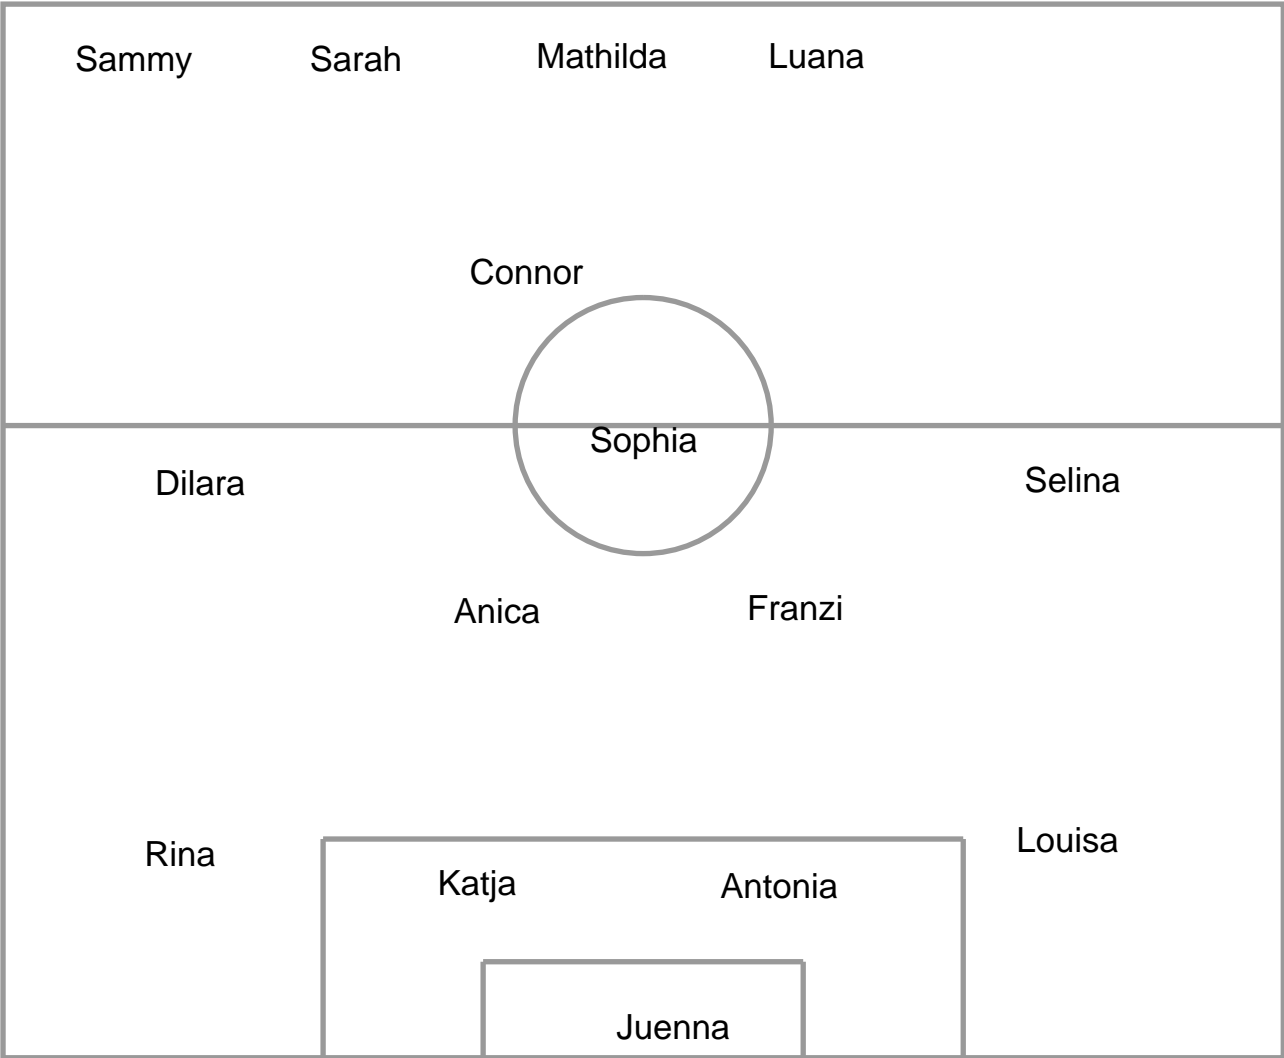 Sammy Sarah Mathilda Luana
Connor
Sophia
Dilara Selina
Anica Franzi
Rina Louisa
Katja Antonia
Juenna